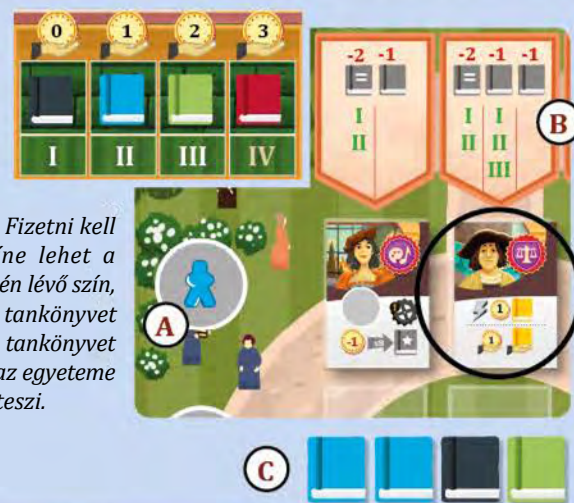 0 1 2 3
I II III IV
-2 -1
=
I
II
-2 -1 -1
=
I I
II II
III
B
Fizetni kell
íne lehet a
én lévő szín,
tankönyvet
tankönyvet
az egyeteme
teszi.
A
-1
1
1
C